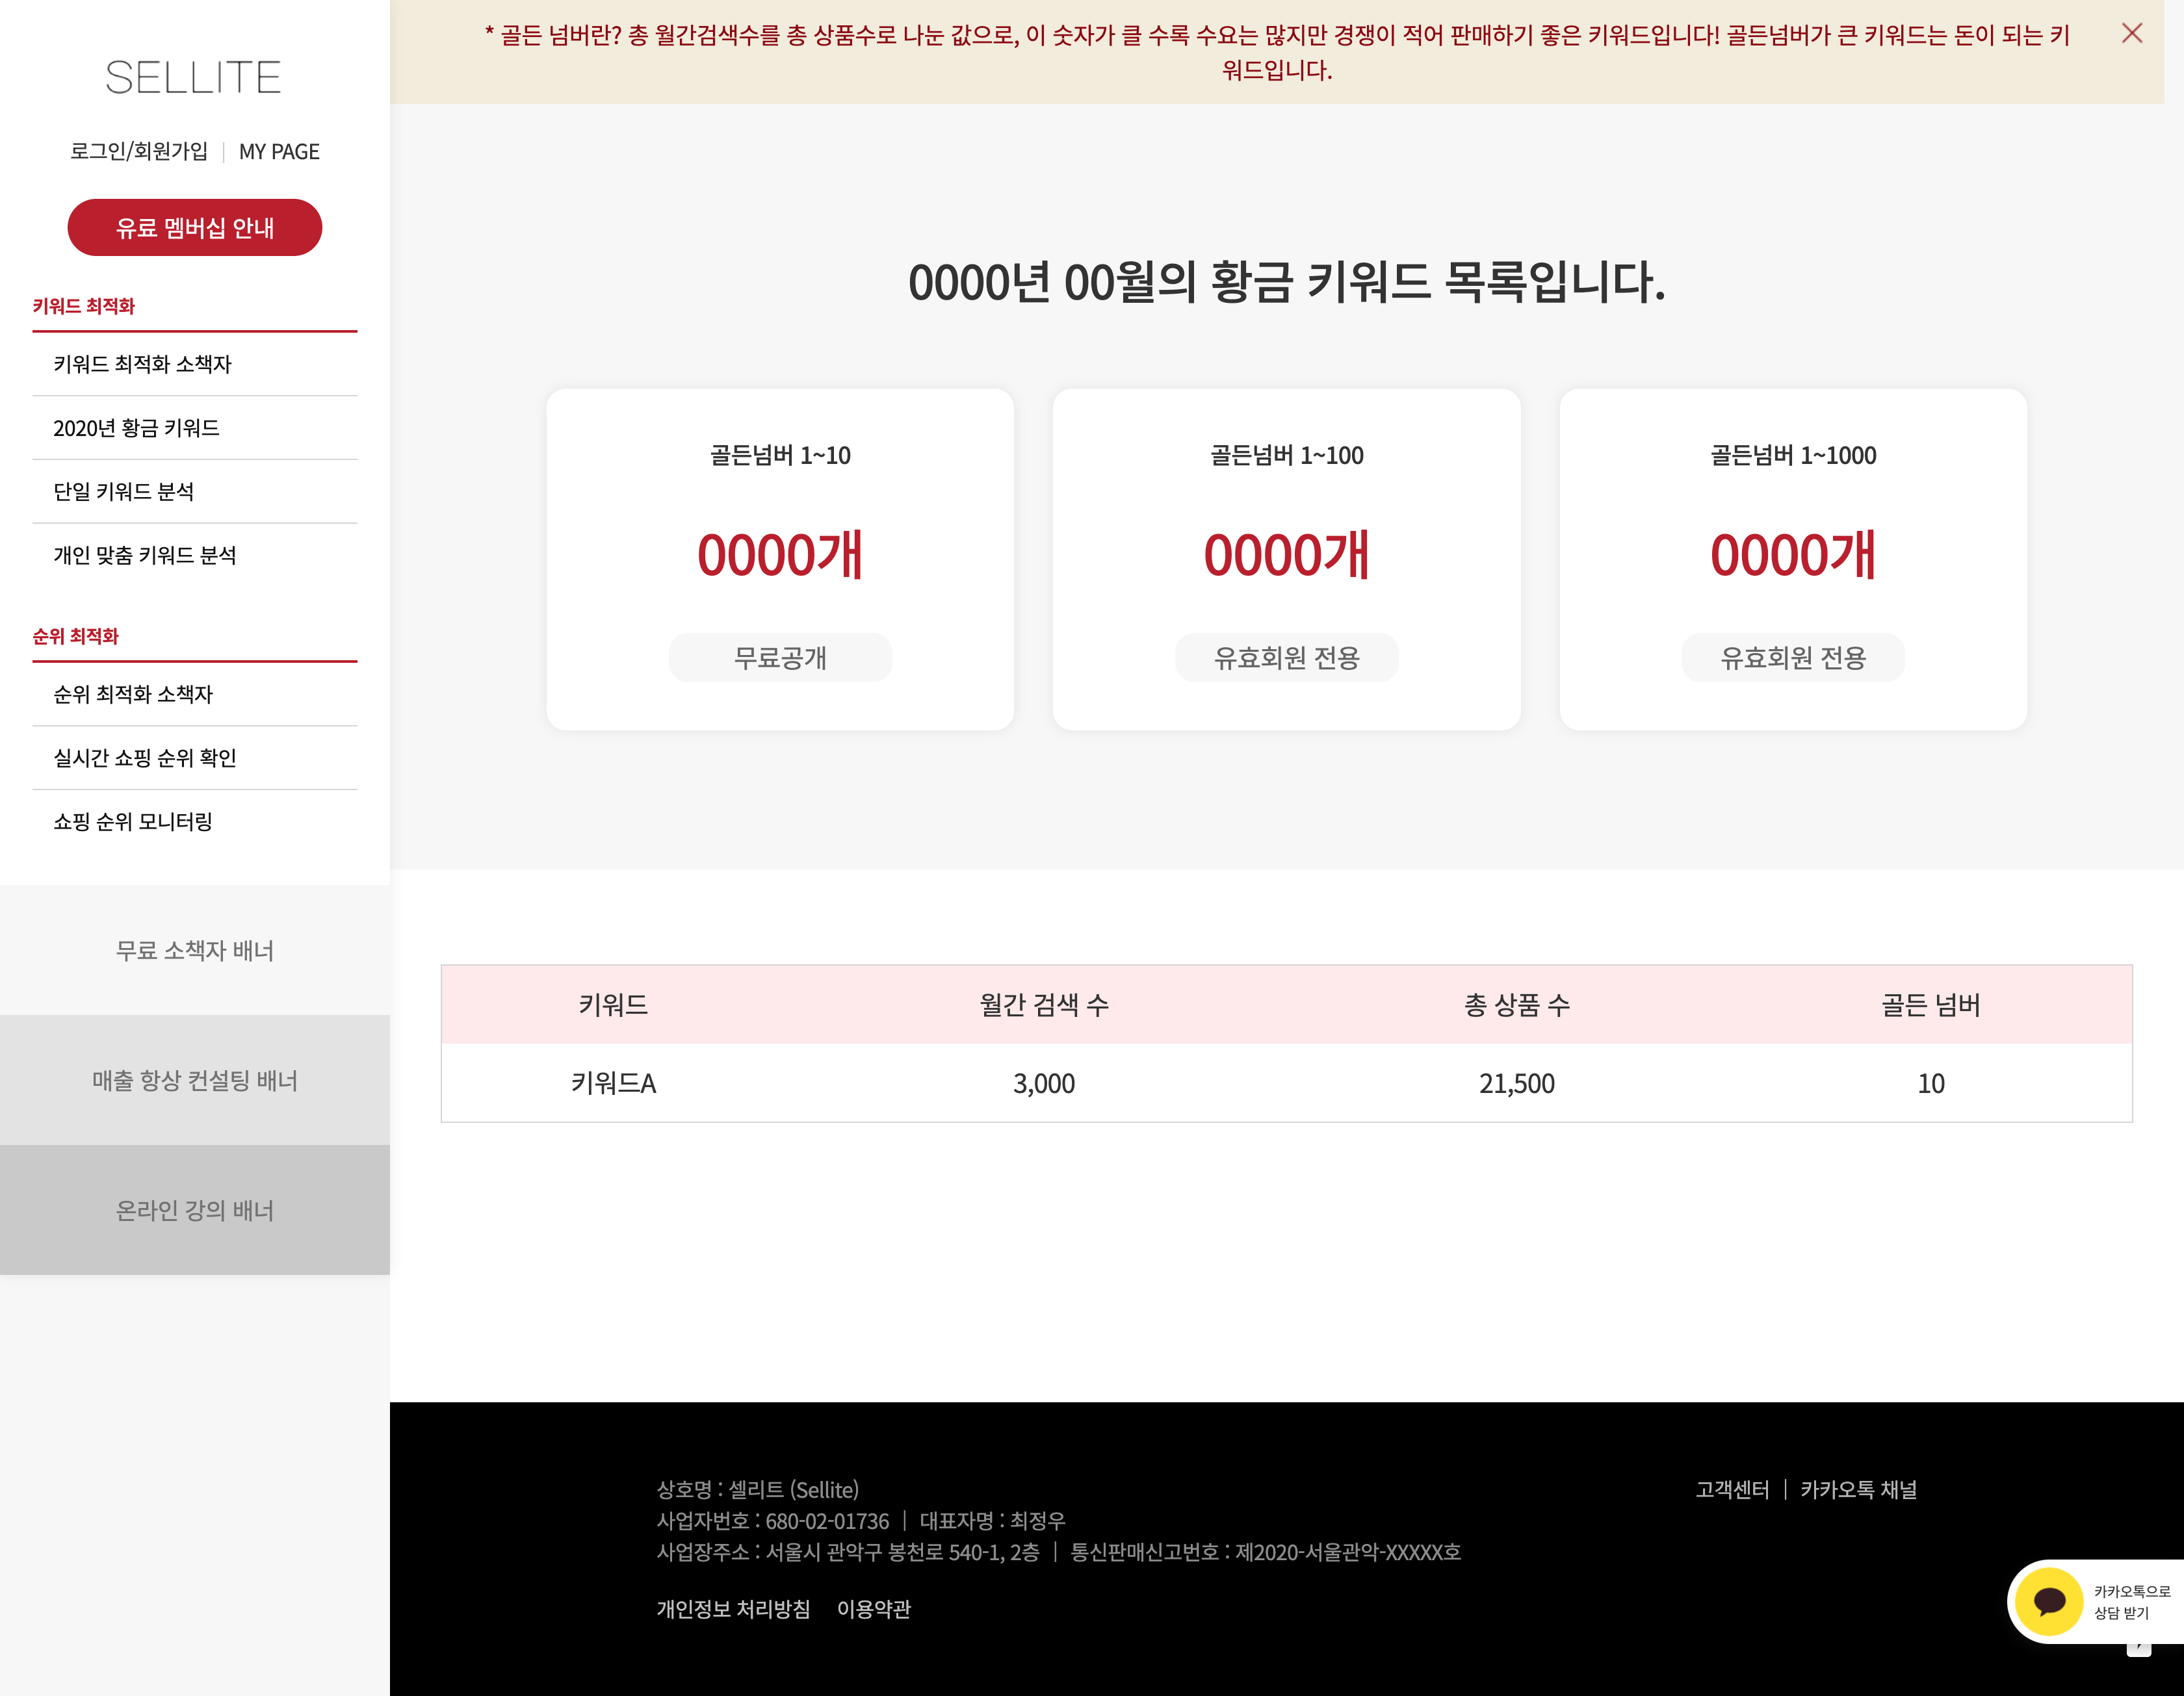 SELLITE
로그인/회원가입 | MY PAGE
유료 멤버십 안내
키워드 최적화
키워드 최적화 소책자
2020년 황금 키워드
단일 키워드 분석
개인 맞춤 키워드 분석
순위 최적화
순위 최적화 소책자
실시간 쇼핑 순위 확인
쇼핑 순위 모니터링
무료 소책자 배너
매출 항상 컨설팅 배너
온라인 강의 배너
* 골든 넘버란? 총 월간검색수를 총 상품수로 나눈 값으로, 이 숫자가 클 수록 수요는 많지만 경쟁이 적어 판매하기 좋은 키워드입니다! 골든넘버가 큰 키워드는 돈이 되는 키
워드입니다.
0000년 00월의 황금 키워드 목록입니다.
골든넘버 1~10
0000개
무료공개
골든넘버 1~100
0000개
유효회원 전용
골든넘버 1~1000
0000개
유효회원 전용
키워드 월간 검색 수 총 상품 수 골든 넘버
키워드A 3,000 21,500 10
상호명 : 셀리트 (Sellite)
사업자번호 : 680-02-01736 | 대표자명 : 최정우
사업장주소 : 서울시 관악구 봉천로 540-1, 2층 | 통신판매신고번호 : 제2020-서울관악-XXXXX호
개인정보 처리방침 이용약관
고객센터 | 카카오톡 채널
카카오톡으로
상담 받기